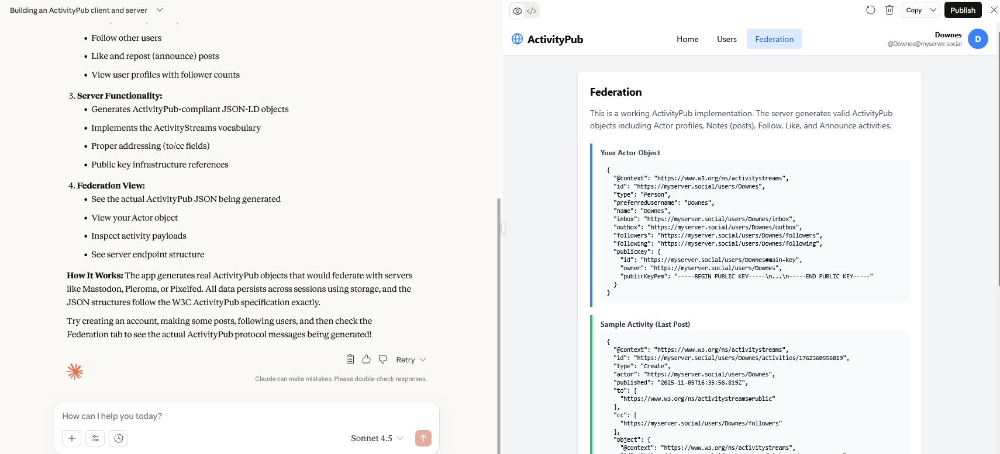 Building an ActivityPub client and server
• Follow other users
• Like and repost (announce) posts
• View user profiles with follower counts
3. Server Functionality:
• Generates ActivityPub-compliant JSON-LD objects
• Implements the ActivityStreams vocabulary
• Proper addressing (to/cc fields)
• Public key infrastructure references
4. Federation View:
• See the actual ActivityPub JSON being generated
• View your Actor object
• Inspect activity payloads
• See server endpoint structure
How It Works: The app generates real ActivityPub objects that would federate with servers
like Mastodon, Pleroma, or Pixelfed. All data persists across sessions using storage, and the
JSON structures follow the W3C ActivityPub specification exactly.
Try creating an account, making some posts, following users, and then check the
Federation tab to see the actual ActivityPub protocol messages being generated!
Retry
Claude can make mistakes. Please double-check responses.
How can I help you today?
Sonnet 4.5
</>
Copy
Publish
ActivityPub
Home
Users
Federation
Downes
@Downes@myserver.social
D
Federation
This is a working ActivityPub implementation. The server generates valid ActivityPub
objects including Actor profiles, Notes (posts), Follow, Like, and Announce activities.
Your Actor Object
{
"@context": "https://www.w3.org/ns/activitystreams",
"id": "https://myserver.social/users/Downes",
"type": "Person",
"preferredUsername": "Downes",
"name": "Downes",
"inbox": "https://myserver.social/users/Downes/inbox",
"outbox": "https://myserver.social/users/Downes/outbox",
"followers": "https://myserver.social/users/Downes/followers",
"following": "https://myserver.social/users/Downes/following",
"publicKey": {
"id": "https://myserver.social/users/Downes#main-key",
"owner": "https://myserver.social/users/Downes",
"publicKeyPem": "-----BEGIN PUBLIC KEY-----\n...\n-----END PUBLIC KEY-----"
}
}
Sample Activity (Last Post)
{
"@context": "https://www.w3.org/ns/activitystreams",
"id": "https://myserver.social/users/Downes/activities/1762360556819",
"type": "Create",
"actor": "https://myserver.social/users/Downes",
"published": "2025-11-05T16:35:56.819Z",
"to": [
"https://www.w3.org/ns/activitystreams#Public"
],
"cc": [
"https://myserver.social/users/Downes/followers"
],
"object": {
"@context": "https://www.w3.org/ns/activitystreams",